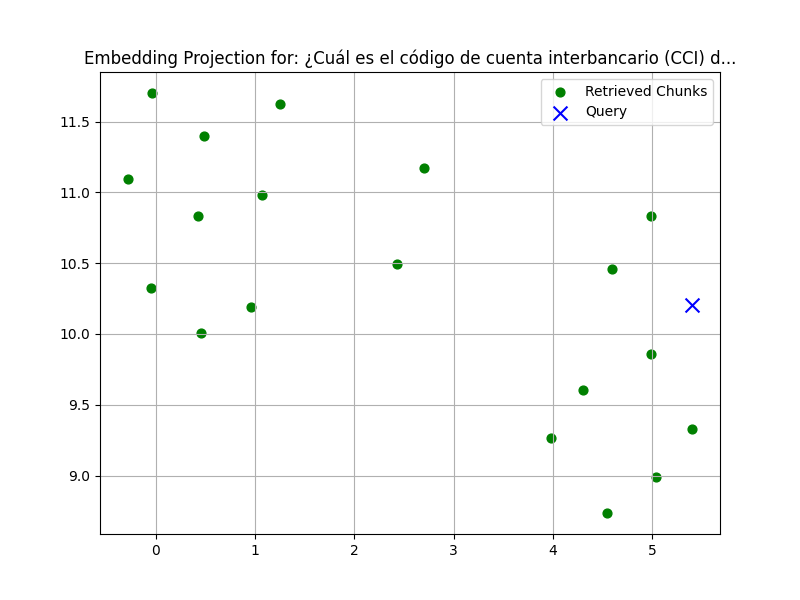 Embedding Projection for: ¿Cuál es el código de cuenta interbancario (CCI) d...
Retrieved Chunks
Query
11.5
11.0
10.5
10.0
9.5
9.0
0 1 2 3 4 5